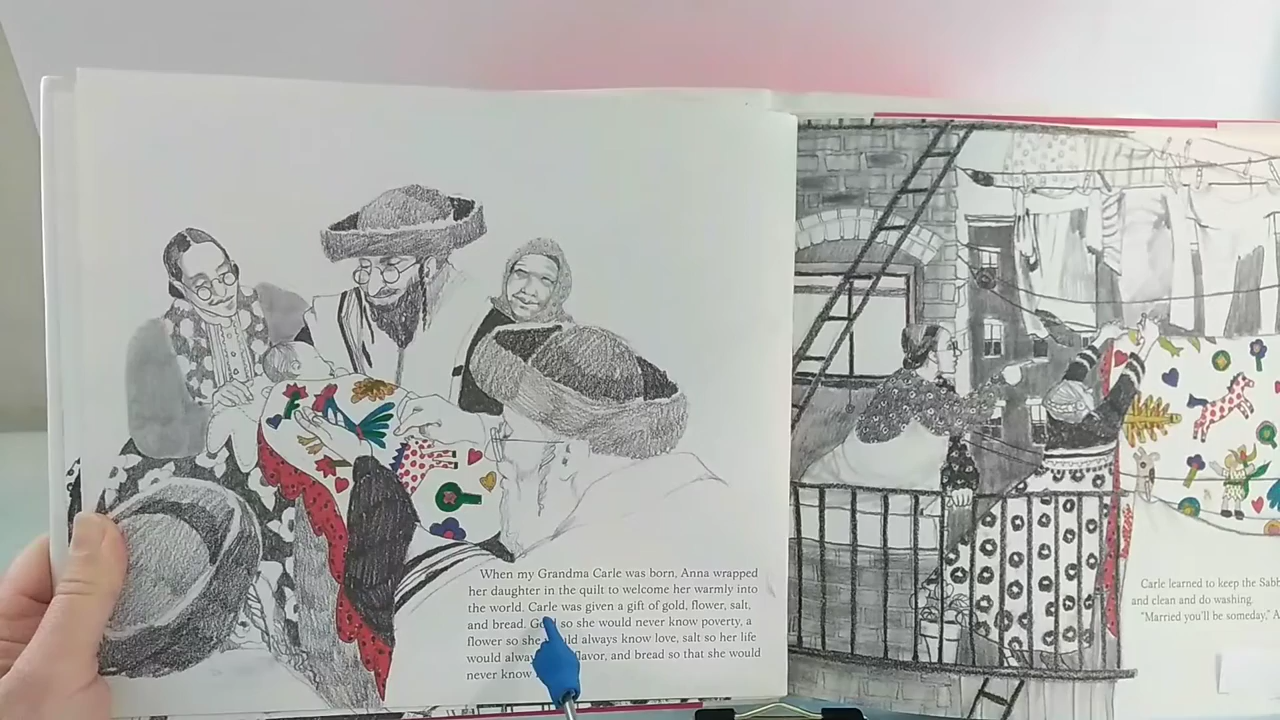 When my Grandma Carle was born, Anna wrapped
her daughter in the quilt to welcome her warmly into
the world. Carle was given a gift of gold, flower, salt,
and bread. so she would never know poverty, a
flower so she always know love, salt so her life
would flavor, and bread so that she would
never know
Carle learned to keep the
and clean and do washing.
"Married you'll be someday,"